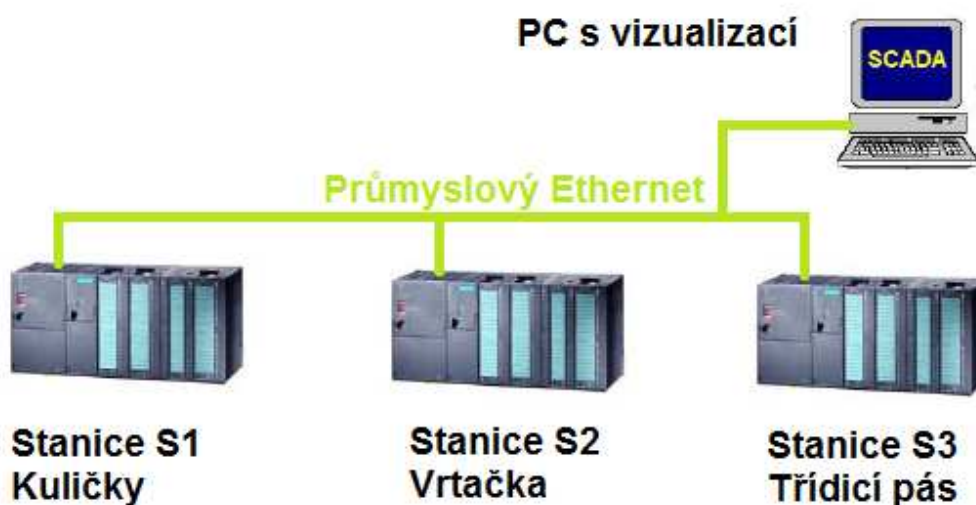 PC s vizualizací
SCADA
Průmyslový Ethernet
Stanice S1
Kuličky
Stanice S2
Vrtačka
Stanice S3
Třídicí pás